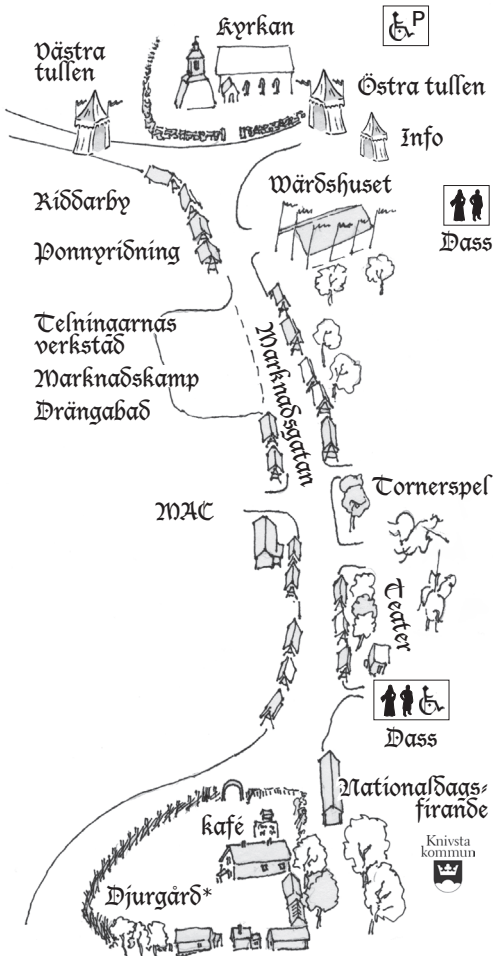 Kyrkan
P
Västra
tullen
Östra tullen
Info
Riddarby
Wärdshuset
Dass
Ponnyridning
Telningarnas
verkstad
Marknadskamp
Drängabad
Marknadsgatan
MAC
Tornerspel
Teater
Dass
Nationaldags=
firande
kafé
Knivsta
kommun
Djurgård*